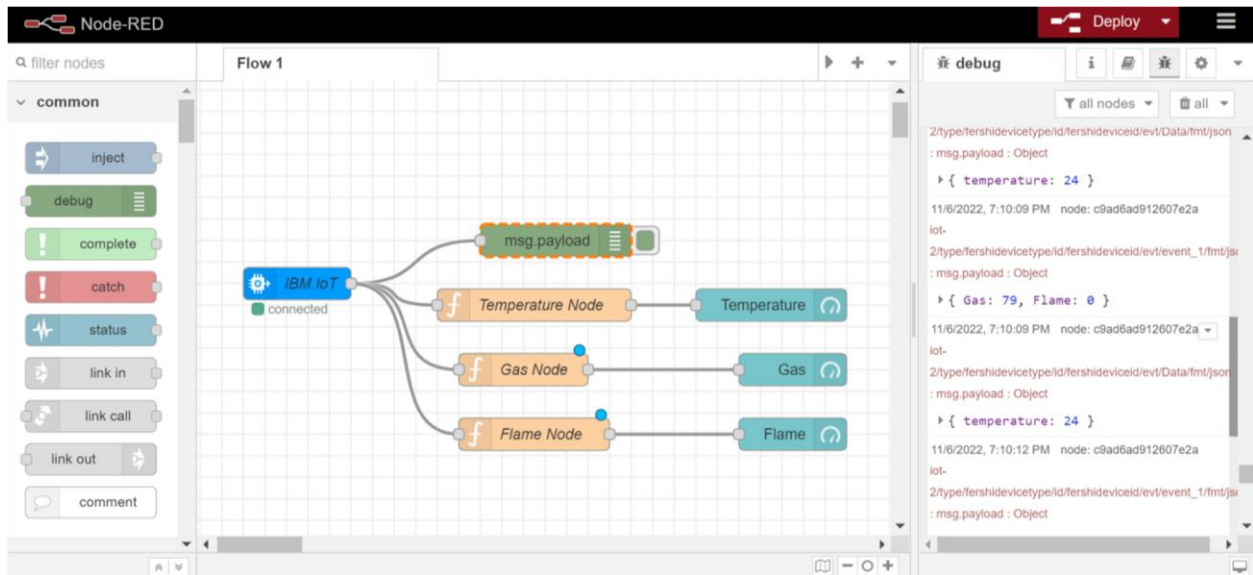 Node-RED
Deploy
filter nodes
common
inject
debug
complete
catch
status
link in
link call
link out
comment
Flow 1
IBM IoT
connected
msg.payload
Temperature Node
Temperature
Gas Node
Gas
Flame Node
Flame
debug
i
all nodes
all
2/type/fershidevicetype/id/fershideviceid/evt/Data/fmt/json
: msg.payload : Object
{ temperature: 24 }
11/6/2022, 7:10:09 PM node: c9ad6ad912607e2a
iot-
2/type/fershidevicetype/id/fershideviceid/evt/event_1/fmt/js
: msg.payload : Object
{ Gas: 79, Flame: 0 }
11/6/2022, 7:10:09 PM node: c9ad6ad912607e2a
iot-
2/type/fershidevicetype/id/fershideviceid/evt/Data/fmt/json
: msg.payload : Object
{ temperature: 24 }
11/6/2022, 7:10:12 PM node: c9ad6ad912607e2a
iot-
2/type/fershidevicetype/id/fershideviceid/evt/event_1/fmt/js
: msg.payload : Object